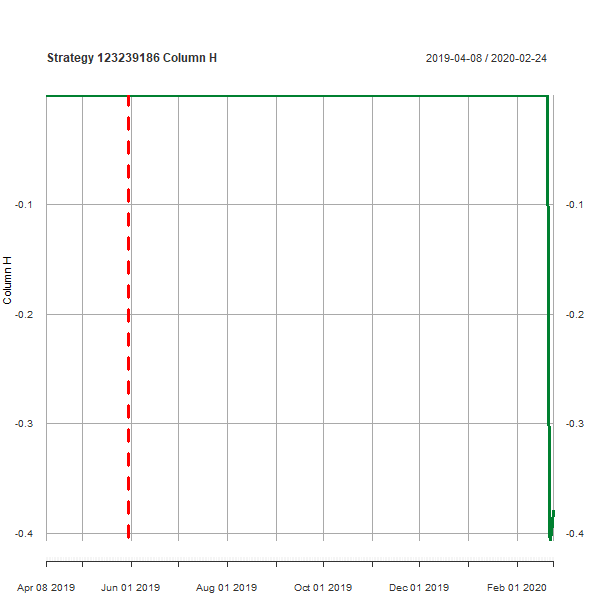 Strategy 123239186 Column H
2019-04-08 / 2020-02-24
-0.1
-0.1
-0.2
-0.2
Column H
-0.3
-0.3
-0.4
-0.4
Apr 08 2019
Jun 01 2019
Aug 01 2019
Oct 01 2019
Dec 01 2019
Feb 01 2020